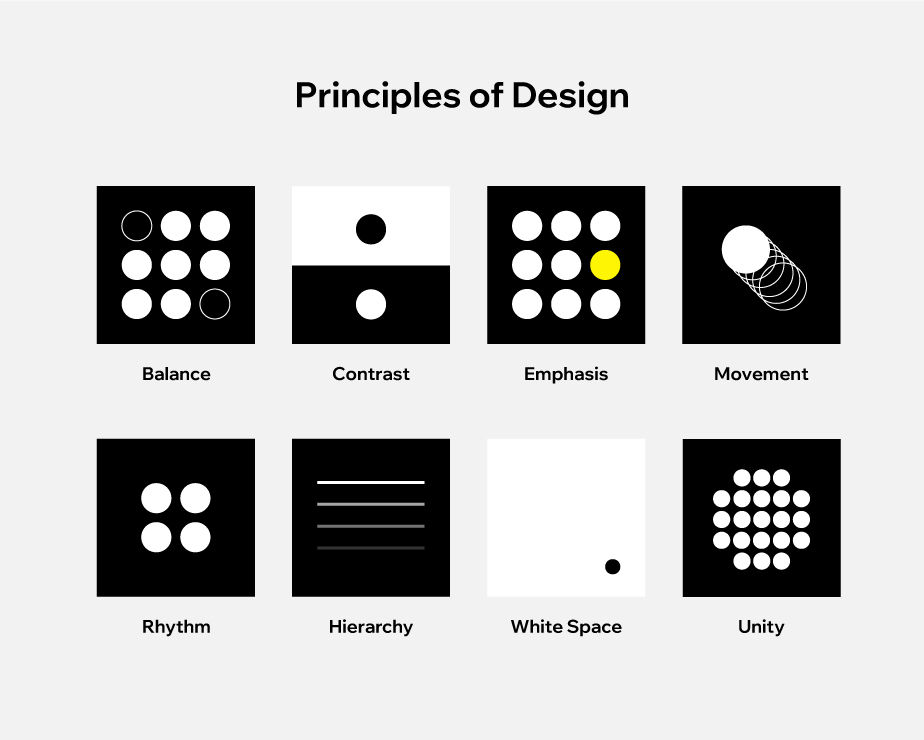 Principles of Design
Balance
Contrast
Emphasis
Movement
Rhythm
Hierarchy
White Space
Unity